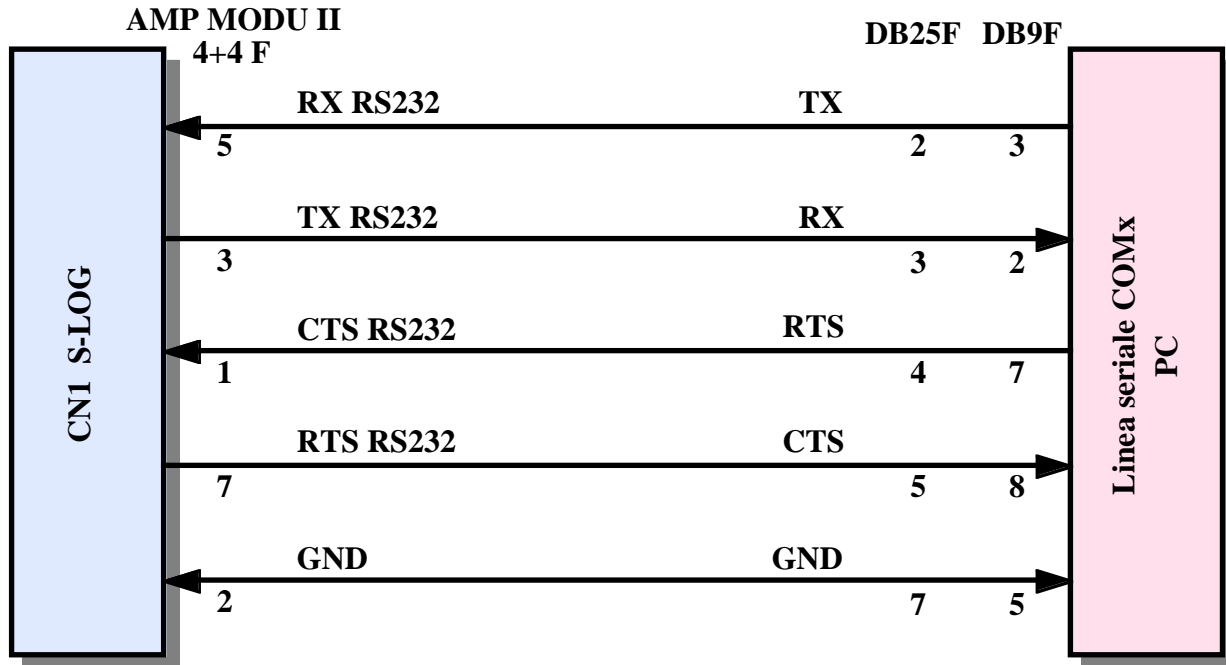 AMP MODU II
4+4 F
DB25F DB9F
RX RS232 TX
5 2 3
TX RS232 RX
3 3 2
CTS RS232 RTS
1 4 7
RTS RS232 CTS
7 5 8
GND GND
2 7 5
CN1 S-LOG
Linea seriale COMx
PC